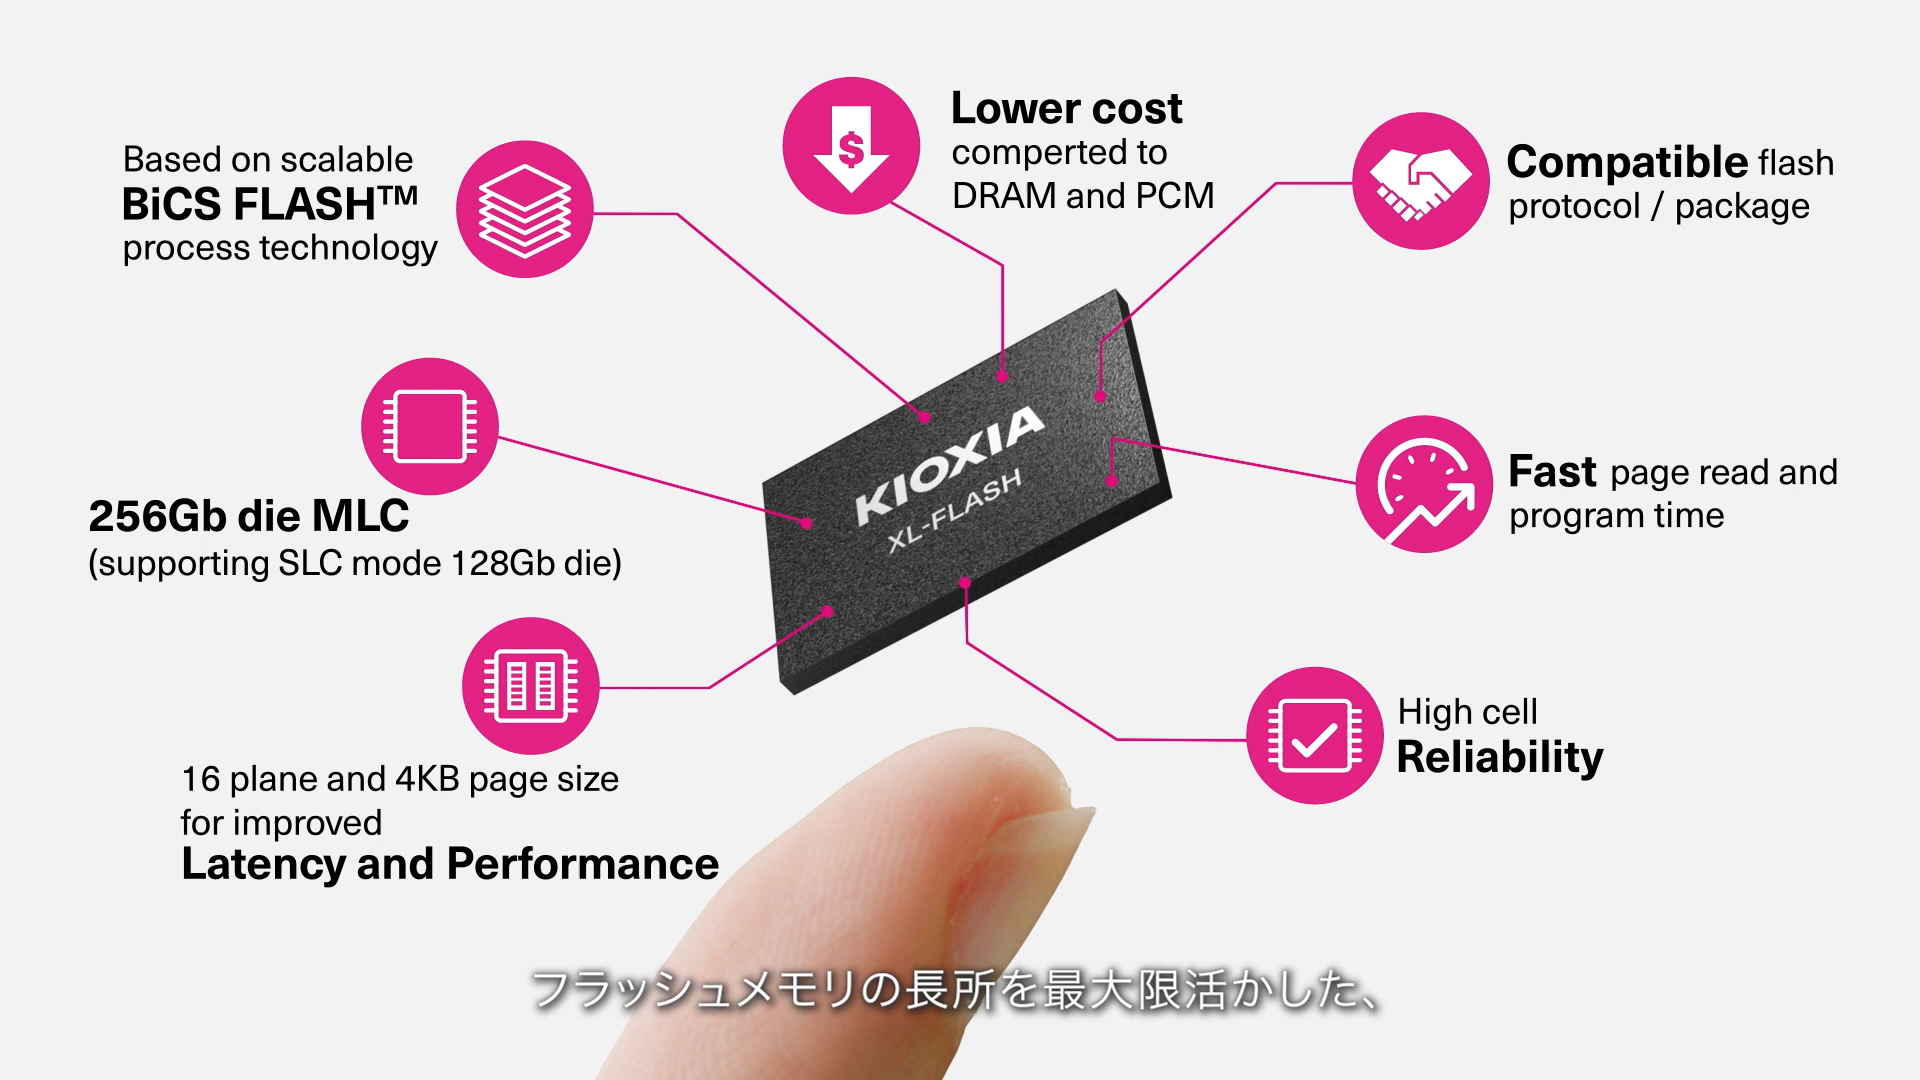 Based on scalable
BiCS FLASH™
process technology
Lower cost
comperted to
DRAM and PCM
Compatible flash
protocol / package
256Gb die MLC
(supporting SLC mode 128Gb die)
KIOXIA
XL-FLASH
Fast page read and
program time
16 plane and 4KB page size
for improved
Latency and Performance
High cell
Reliability
$
フラッシュメモリの長所を最大限活かした、